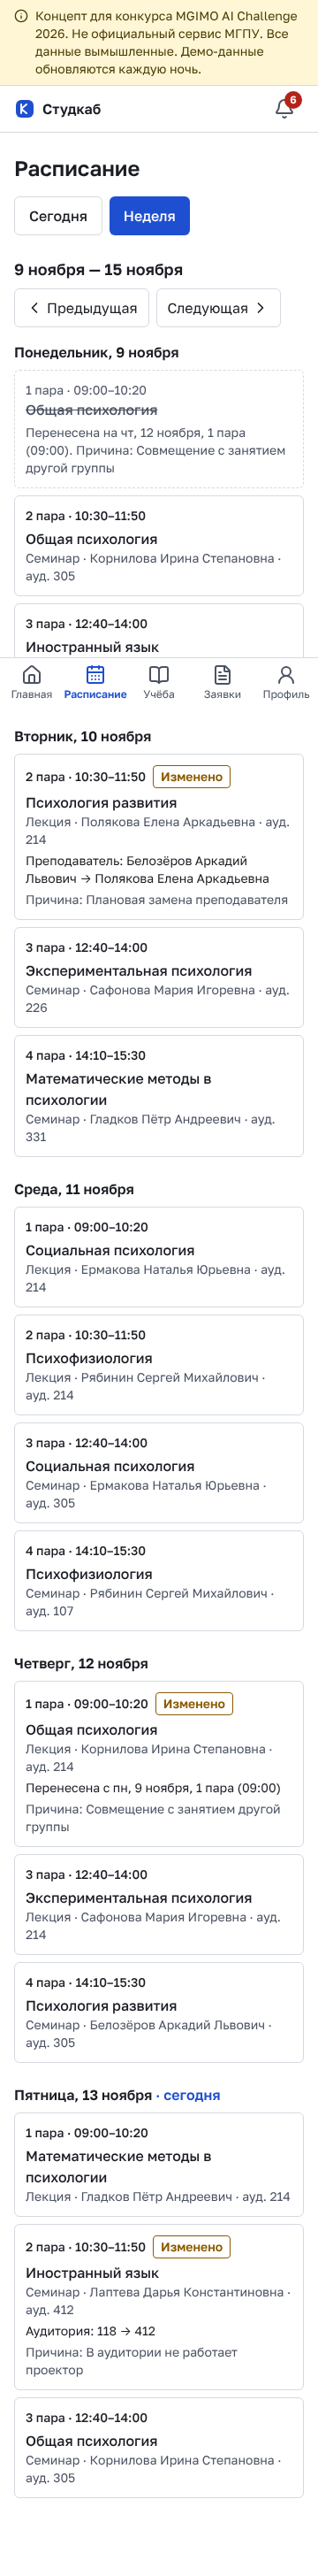 Концепт для конкурса MGIMO AI Challenge
2026. Не официальный сервис МГПУ. Все
данные вымышленные. Демо-данные
обновляются каждую ночь.
Студкаб
6
Расписание
Сегодня
Неделя
9 ноября — 15 ноября
Предыдущая
Следующая
Понедельник, 9 ноября
1 пара · 09:00–10:20
Общая психология
Перенесена на чт, 12 ноября, 1 пара
(09:00). Причина: Совмещение с занятием
другой группы
2 пара · 10:30–11:50
Общая психология
Семинар · Корнилова Ирина Степановна ·
ауд. 305
3 пара · 12:40–14:00
Иностранный язык
Главная
Расписание
Учёба
Заявки
Профиль
Вторник, 10 ноября
2 пара · 10:30–11:50
Изменено
Психология развития
Лекция · Полякова Елена Аркадьевна · ауд.
214
Преподаватель: Белозёров Аркадий
Львович → Полякова Елена Аркадьевна
Причина: Плановая замена преподавателя
3 пара · 12:40–14:00
Экспериментальная психология
Семинар · Сафонова Мария Игоревна · ауд.
226
4 пара · 14:10–15:30
Математические методы в
психологии
Семинар · Гладков Пётр Андреевич · ауд.
331
Среда, 11 ноября
1 пара · 09:00–10:20
Социальная психология
Лекция · Ермакова Наталья Юрьевна · ауд.
214
2 пара · 10:30–11:50
Психофизиология
Лекция · Рябинин Сергей Михайлович ·
ауд. 214
3 пара · 12:40–14:00
Социальная психология
Семинар · Ермакова Наталья Юрьевна ·
ауд. 305
4 пара · 14:10–15:30
Психофизиология
Семинар · Рябинин Сергей Михайлович ·
ауд. 107
Четверг, 12 ноября
1 пара · 09:00–10:20
Изменено
Общая психология
Лекция · Корнилова Ирина Степановна ·
ауд. 214
Перенесена с пн, 9 ноября, 1 пара (09:00)
Причина: Совмещение с занятием другой
группы
3 пара · 12:40–14:00
Экспериментальная психология
Лекция · Сафонова Мария Игоревна · ауд.
214
4 пара · 14:10–15:30
Психология развития
Семинар · Белозёров Аркадий Львович ·
ауд. 305
Пятница, 13 ноября · сегодня
1 пара · 09:00–10:20
Математические методы в
психологии
Лекция · Гладков Пётр Андреевич · ауд. 214
2 пара · 10:30–11:50
Изменено
Иностранный язык
Семинар · Лаптева Дарья Константиновна ·
ауд. 412
Аудитория: 118 → 412
Причина: В аудитории не работает
проектор
3 пара · 12:40–14:00
Общая психология
Семинар · Корнилова Ирина Степановна ·
ауд. 305